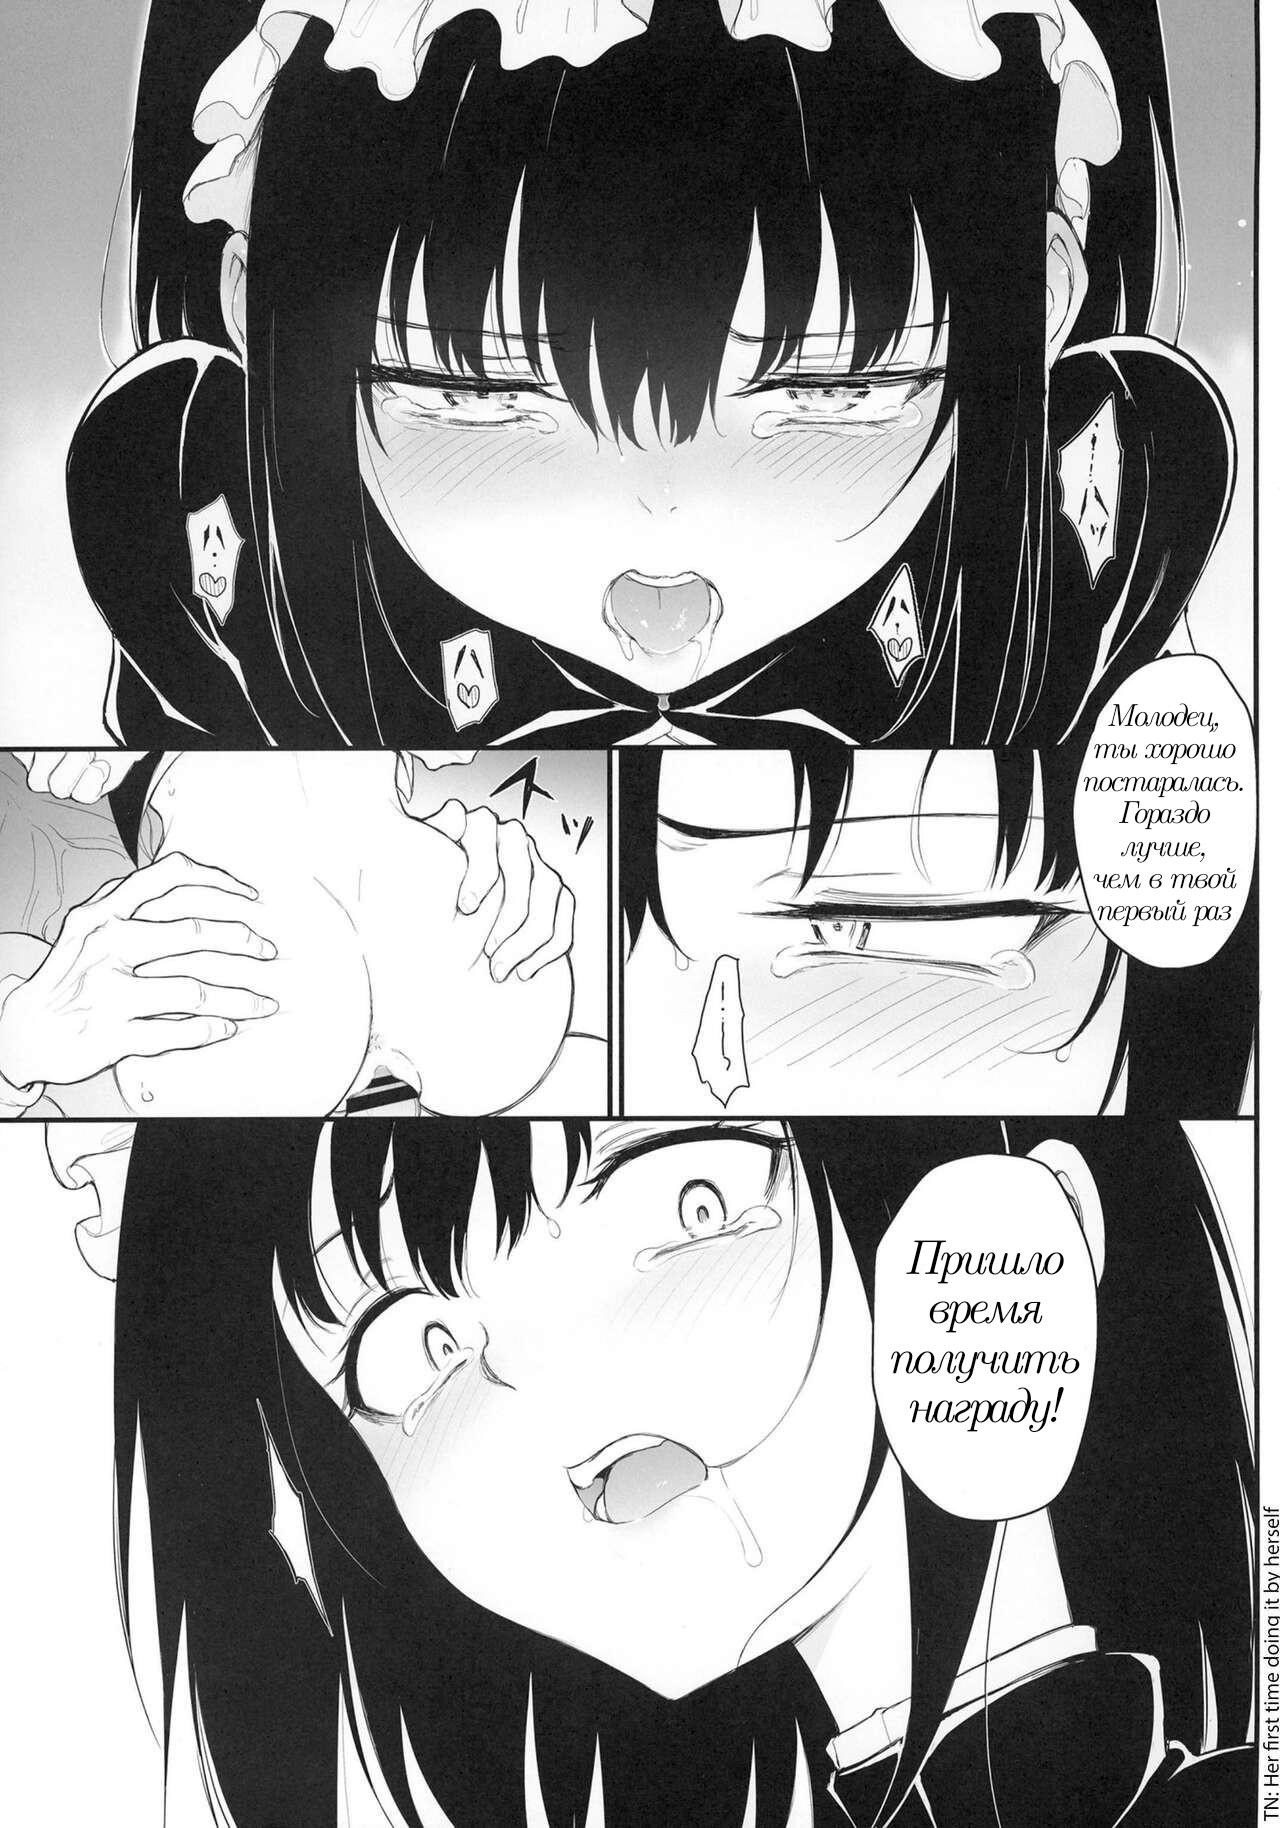 Молодец,
ты хорошо
постаралась.
Гораздо
лучше,
чем в твой
первый раз
Пришло
время
получить
награду!
TN: Her first time doing it by herself